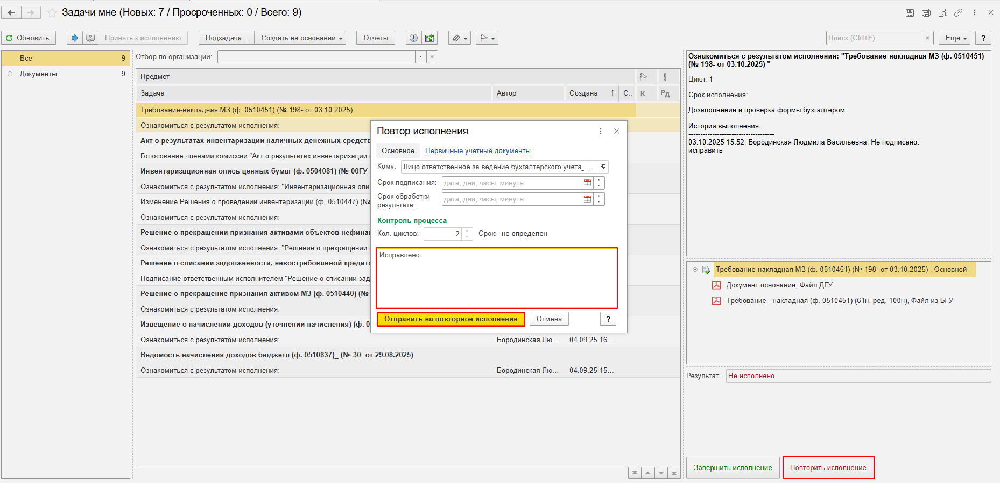 Задачи мне (Новых: 7 / Просроченных: 0 / Всего: 9)
Обновить
?
Принять к исполнению
Подзадача...
Создать на основании
Отчеты
Поиск (Ctrl+F)
×
Еще
?
Все 9
Документы 9
Отбор по организации:
×
Предмет
Задача Автор Создана ↑ С.. К Рд
Требование-накладная МЗ (ф. 0510451) (№ 198- от 03.10.2025)
Ознакомиться с результатом исполнения:
Акт о результатах инвентаризации наличных денежных средств
Голосование членами комиссии "Акт о результатах инвентаризации
Инвентаризационная опись ценных бумаг (ф. 0504081) (№ 00ГУ-
Ознакомиться с результатом исполнения: "Инвентаризационная опис
Изменение Решения о проведении инвентаризации (ф. 0510447) (№
Ознакомиться с результатом исполнения:
Решение о прекращении признания активами объектов нефинан
Ознакомиться с результатом исполнения: "Решение о прекращении
Решение о списании задолженности, невостребованной кредито
Подписание ответственным исполнителем "Решение о списании зад
Решение о прекращение признания активом МЗ (ф. 0510440) (№
Ознакомиться с результатом исполнения:
Извещение о начислении доходов (уточнении начисления) (ф. 0
Ознакомиться с результатом исполнения: Бородинская Лю... 04.09.25 16...
Ведомость начисления доходов бюджета (ф. 0510837)_ (№ 30- от 29.08.2025)
Ознакомиться с результатом исполнения: Бородинская Лю... 04.09.25 15...
Повтор исполнения
Основное Первичные учетные документы
Кому: Лицо ответственное за ведение бухгалтерского учета_ ...
Срок подписания: дата, дни, часы, минуты
Срок обработки
результата: дата, дни, часы, минуты
Контроль процесса
Кол. циклов: 2 Срок: не определен
Исправлено
Отправить на повторное исполнение
Отмена
?
Ознакомиться с результатом исполнения: "Требование-накладная МЗ (ф. 0510451)
(№ 198- от 03.10.2025) "
Цикл: 1
Срок исполнения:
Дозаполнение и проверка формы бухгалтером
История выполнения:
------------------------------------
03.10.2025 15:52, Бородинская Людмила Васильевна. Не подписано:
исправить
Требование-накладная МЗ (ф. 0510451) (№ 198- от 03.10.2025) , Основной
Документ основание, Файл ДГУ
Требование - накладная (ф. 0510451) (61н, ред. 100н), Файл из БГУ
Результат: Не исполнено
Завершить исполнение
Повторить исполнение